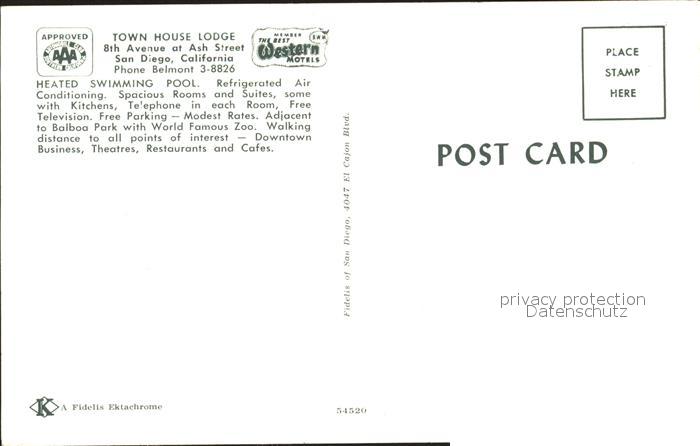 APPROVED
AAA
TOWN HOUSE LODGE
8th Avenue at Ash Street
San Diego, California
Phone Belmont 3-8826
MEMBER
THE BEST
Western
MOTELS
HEATED SWIMMING POOL. Refrigerated Air
Conditioning. Spacious Rooms and Suites, some
with Kitchens, Te'ephone in each Room, Free
Television. Free Parking — Modest Rates. Adjacent
to Balboa Park with World Famous Zoo. Walking
distance to all points of interest — Downtown
Business, Theatres, Restaurants and Cafes.
Fidelis of San Diego, 4047 El Cajon Blvd.
PLACE
STAMP
HERE
POST CARD
privacy protection
Datenschutz
K
A Fidelis Ektachrome
54520